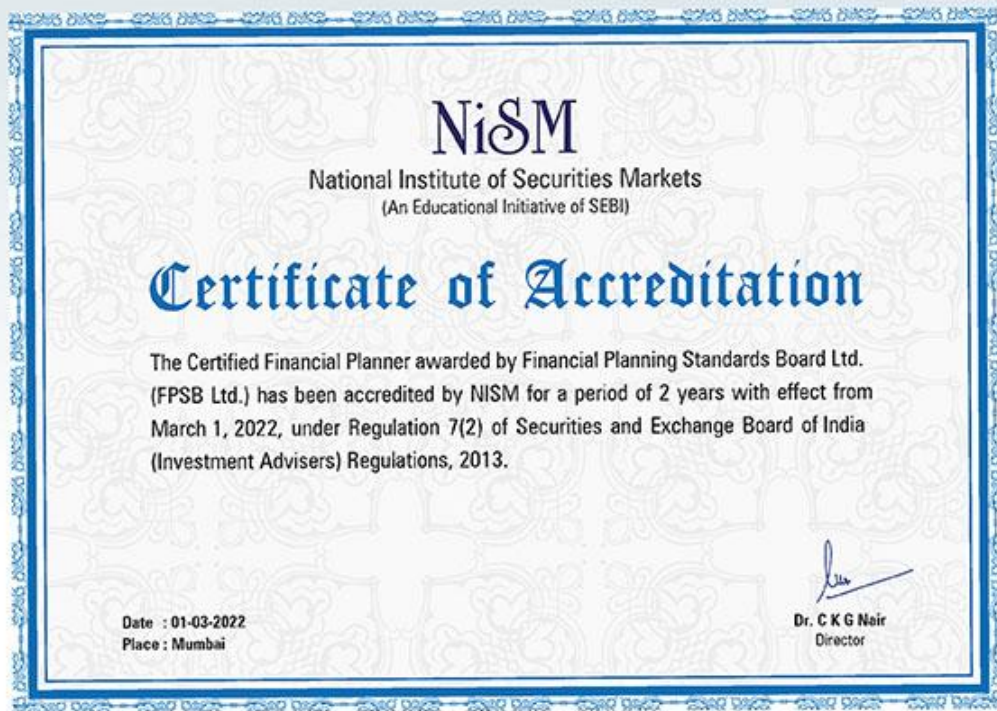 NiSM
National Institute of Securities Markets
(An Educational Initiative of SEBI)
Certificate of Accreditation
The Certified Financial Planner awarded by Financial Planning Standards Board Ltd.
(FPSB Ltd.) has been accredited by NISM for a period of 2 years with effect from
March 1, 2022, under Regulation 7(2) of Securities and Exchange Board of India
(Investment Advisers) Regulations, 2013.
Date : 01-03-2022
Place : Mumbai
Dr. C K G Nair
Director